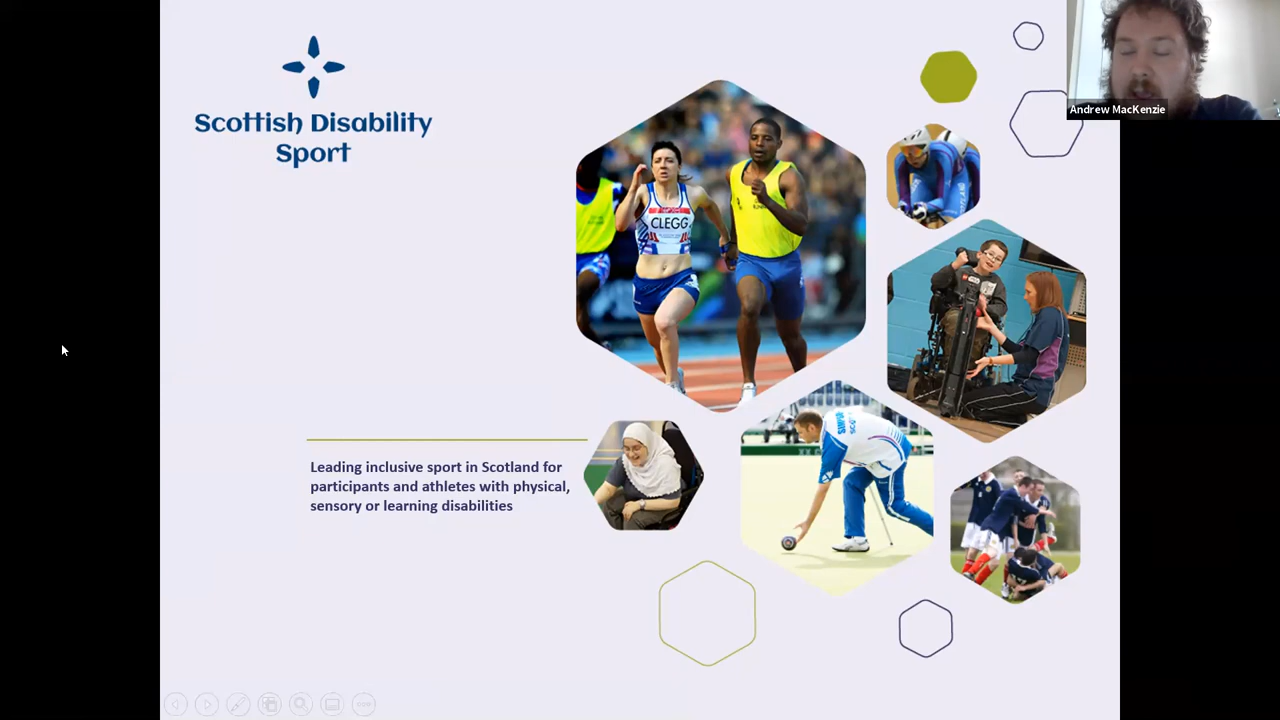 Scottish Disability
Sport
Andrew MacKenzie
CLEGG
Leading inclusive sport in Scotland for
participants and athletes with physical,
sensory or learning disabilities